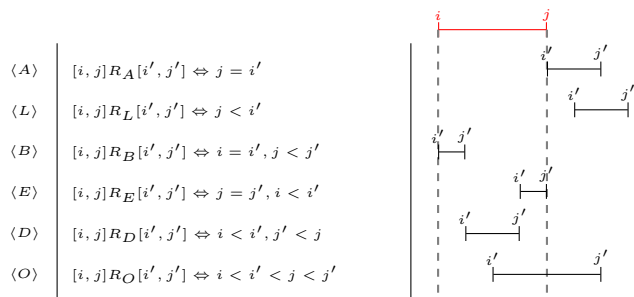 i j
⟨A⟩ [i, j]R_A[i′, j′] ⇔ j = i′ i′ j′
⟨L⟩ [i, j]R_L[i′, j′] ⇔ j < i′ i′ j′
⟨B⟩ [i, j]R_B[i′, j′] ⇔ i = i′, j < j′ i′ j′
⟨E⟩ [i, j]R_E[i′, j′] ⇔ j = j′, i < i′ i′ j′
⟨D⟩ [i, j]R_D[i′, j′] ⇔ i < i′, j′ < j i′ j′
⟨O⟩ [i, j]R_O[i′, j′] ⇔ i < i′ < j < j′ i′ j′